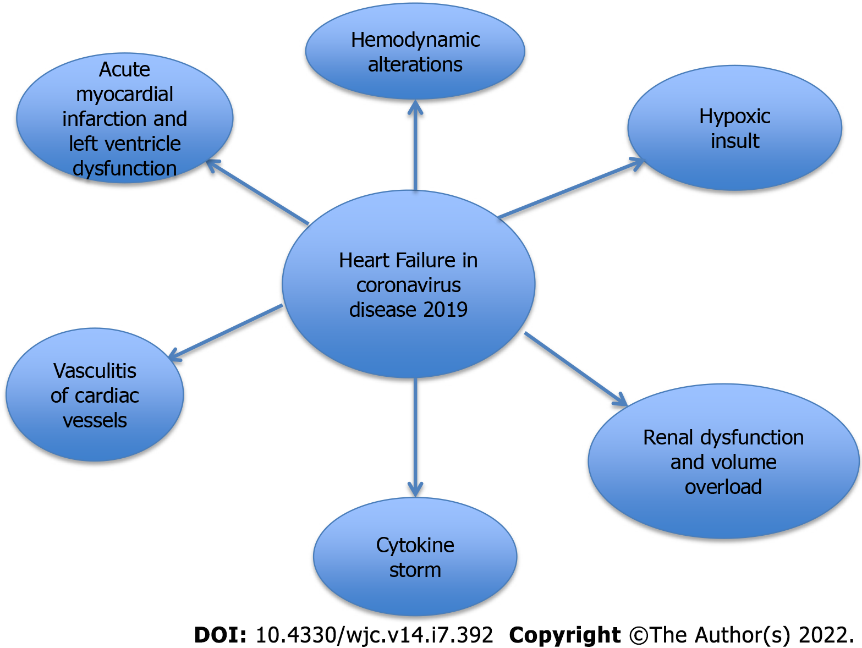 Hemodynamic
alterations
Acute
myocardial
infarction and
left ventricle
dysfunction
Hypoxic
insult
Heart Failure in
coronavirus
disease 2019
Vasculitis
of cardiac
vessels
Renal dysfunction
and volume
overload
Cytokine
storm
DOI: 10.4330/wjc.v14.i7.392 Copyright ©The Author(s) 2022.